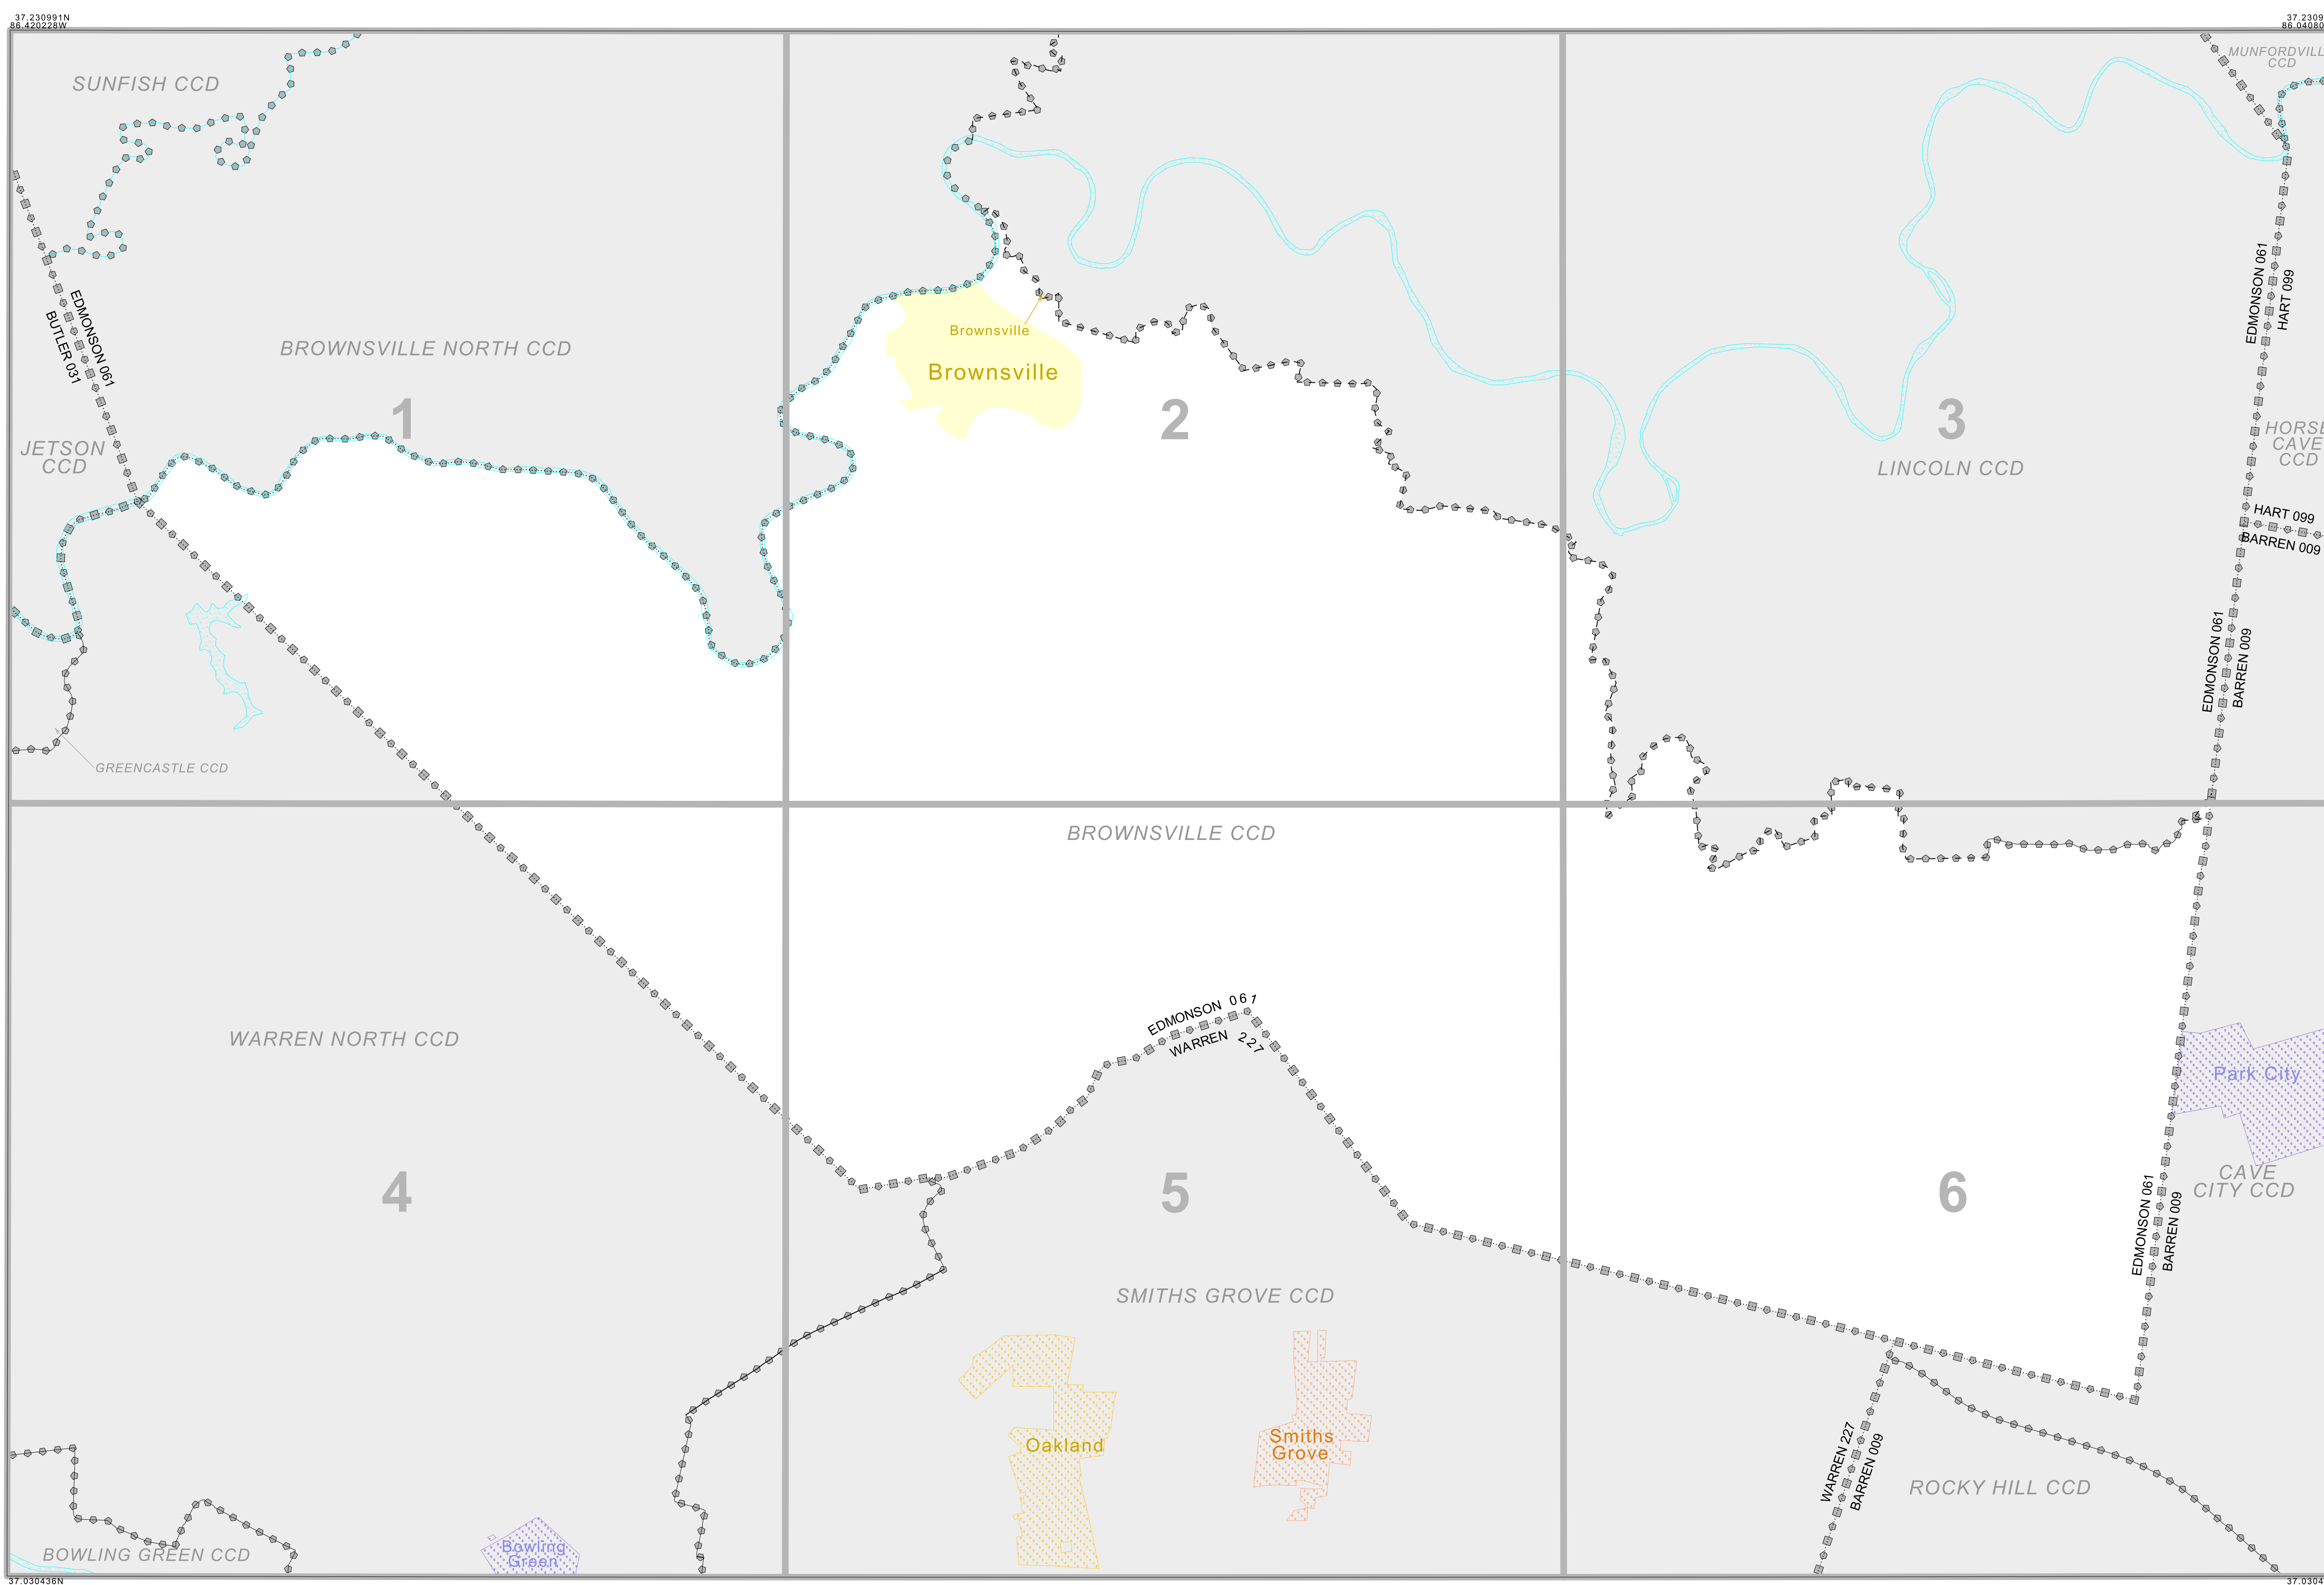 37.230991N
86.420228W
37.2309
86.04080
SUNFISH CCD
MUNFORDVILL
CCD
EDMONSON 061
BUTLER 031
BROWNSVILLE NORTH CCD
Brownsville
Brownsville
1
2
3
EDMONSON 061
HART 099
JETSON
CCD
LINCOLN CCD
HORSE
CAVE
CCD
HART 099
BARREN 009
EDMONSON 061
BARREN 009
GREENCASTLE CCD
BROWNSVILLE CCD
EDMONSON 061
WARREN 227
WARREN NORTH CCD
Park City
4
5
6
CAVE
CITY CCD
EDMONSON 061
BARREN 009
SMITHS GROVE CCD
Oakland
Smiths
Grove
WARREN 227
BARREN 009
ROCKY HILL CCD
BOWLING GREEN CCD
Bowling
Green
37.030436N
37.0304